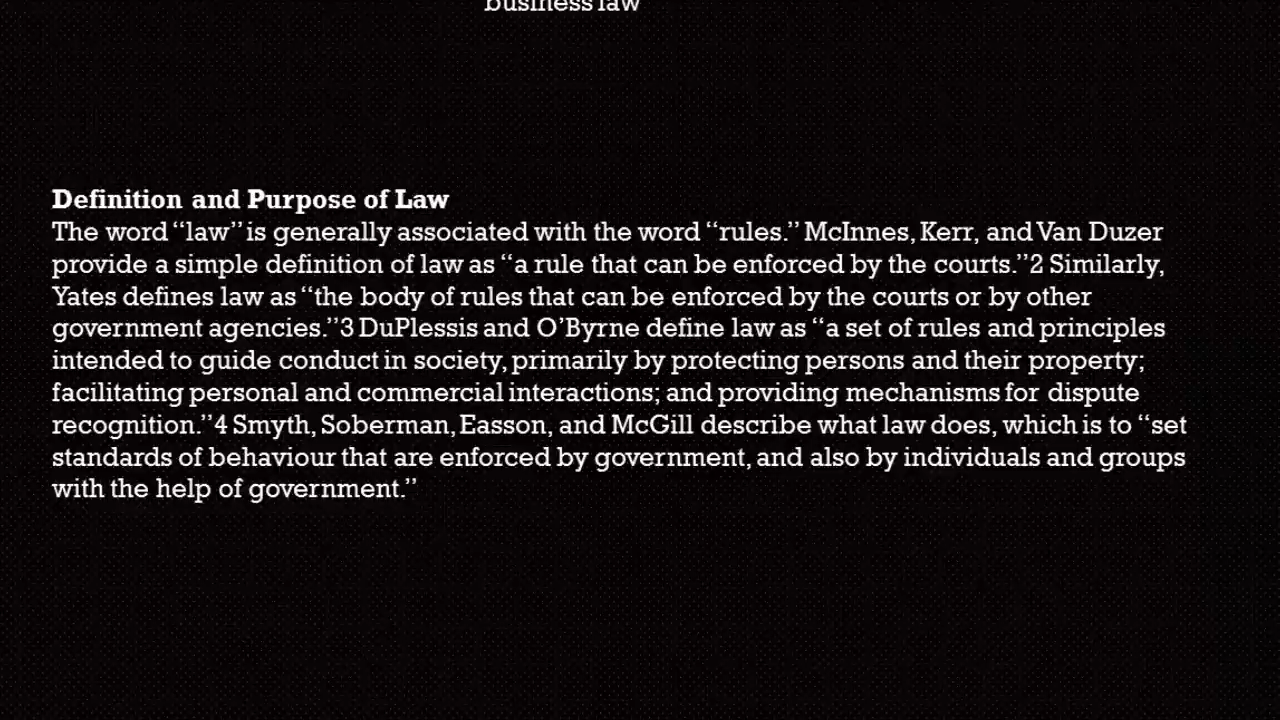 business law
Definition and Purpose of Law
The word “law” is generally associated with the word “rules.” McInnes, Kerr, and Van Duzer
provide a simple definition of law as “a rule that can be enforced by the courts.”2 Similarly,
Yates defines law as “the body of rules that can be enforced by the courts or by other
government agencies.”3 DuPlessis and O’Byrne define law as “a set of rules and principles
intended to guide conduct in society, primarily by protecting persons and their property;
facilitating personal and commercial interactions; and providing mechanisms for dispute
recognition.”4 Smyth, Soberman, Easson, and McGill describe what law does, which is to “set
standards of behaviour that are enforced by government, and also by individuals and groups
with the help of government.”